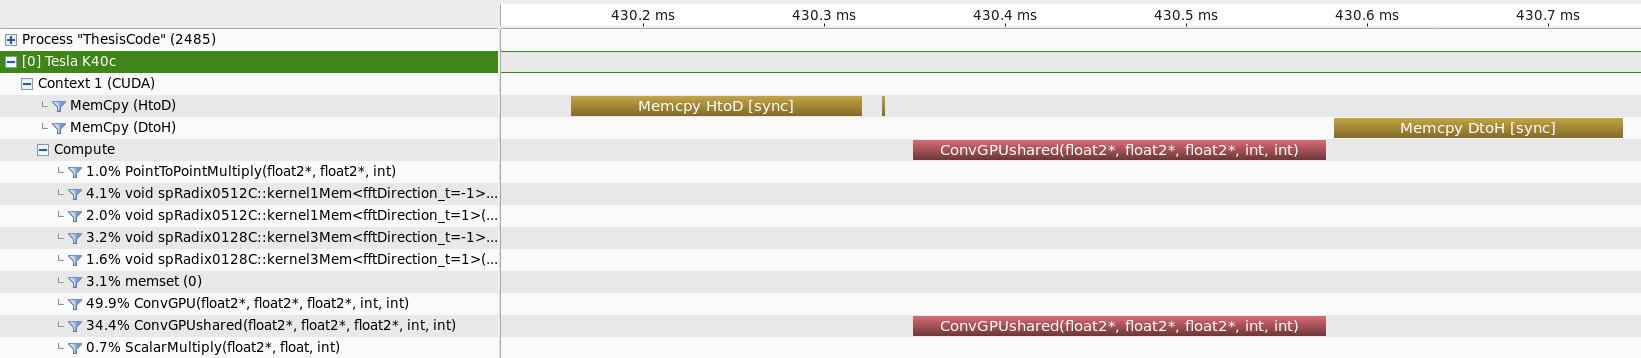 430.2 ms 430.3 ms 430.4 ms 430.5 ms 430.6 ms 430.7 ms
Process "ThesisCode" (2485)
[0] Tesla K40c
Context 1 (CUDA)
MemCpy (HtoD) Memcpy HtoD [sync]
MemCpy (DtoH) Memcpy DtoH [sync]
Compute ConvGPUshared(float2*, float2*, float2*, int, int)
1.0% PointToPointMultiply(float2*, float2*, int)
4.1% void spRadix0512C::kernel1Mem<fftDirection_t=-1>...
2.0% void spRadix0512C::kernel1Mem<fftDirection_t=1>(...
3.2% void spRadix0128C::kernel3Mem<fftDirection_t=-1>...
1.6% void spRadix0128C::kernel3Mem<fftDirection_t=1>(...
3.1% memset (0)
49.9% ConvGPU(float2*, float2*, float2*, int, int)
34.4% ConvGPUshared(float2*, float2*, float2*, int, int) ConvGPUshared(float2*, float2*, float2*, int, int)
0.7% ScalarMultiply(float2*, float, int)